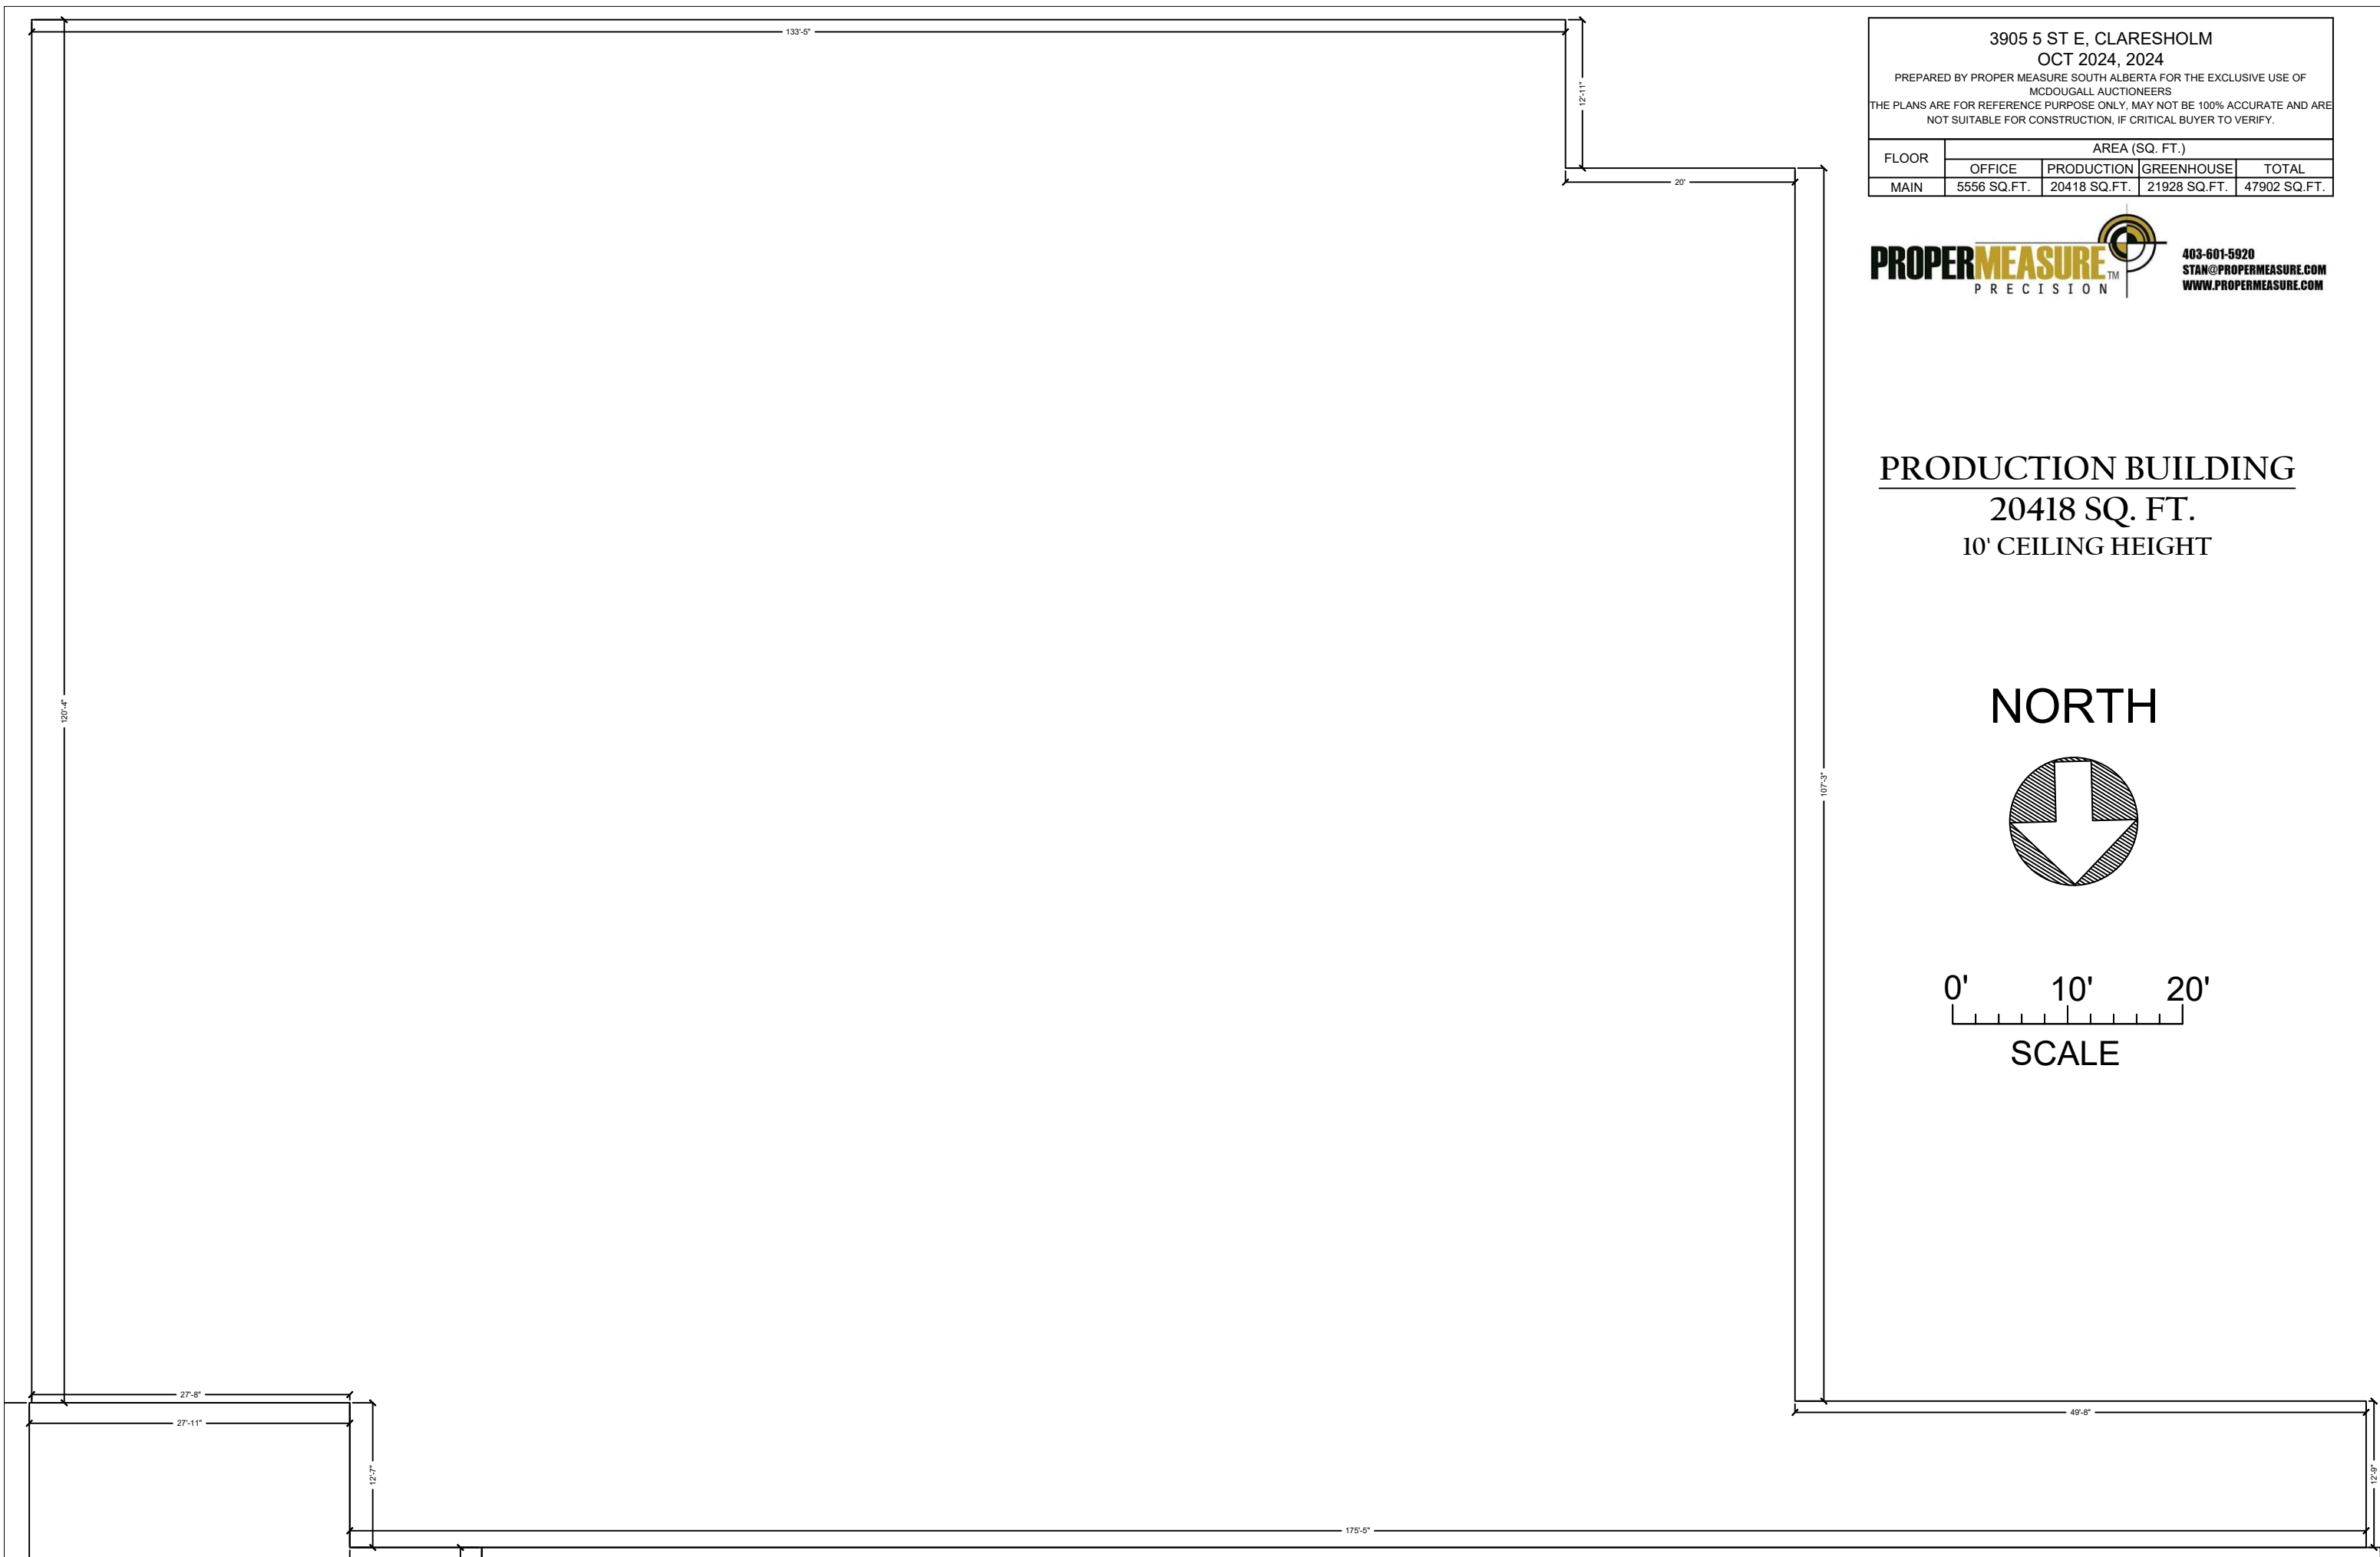 133'-5"
12'-11"
20'
120'-4"
107'-3"
27'-8"
27'-11"
12'-7"
49'-8"
12'-9"
175'-5"
3905 5 ST E, CLARESHOLM
OCT 2024, 2024
PREPARED BY PROPER MEASURE SOUTH ALBERTA FOR THE EXCLUSIVE USE OF
MCDOUGALL AUCTIONEERS
THE PLANS ARE FOR REFERENCE PURPOSE ONLY, MAY NOT BE 100% ACCURATE AND ARE
NOT SUITABLE FOR CONSTRUCTION, IF CRITICAL BUYER TO VERIFY.
FLOOR AREA (SQ. FT.)
OFFICE PRODUCTION GREENHOUSE TOTAL
MAIN 5556 SQ.FT. 20418 SQ.FT. 21928 SQ.FT. 47902 SQ.FT.
PROPERMEASURE TM
PRECISION
403-601-5920
STAN@PROPERMEASURE.COM
WWW.PROPERMEASURE.COM
PRODUCTION BUILDING
20418 SQ. FT.
10' CEILING HEIGHT
NORTH
0' 10' 20'
SCALE